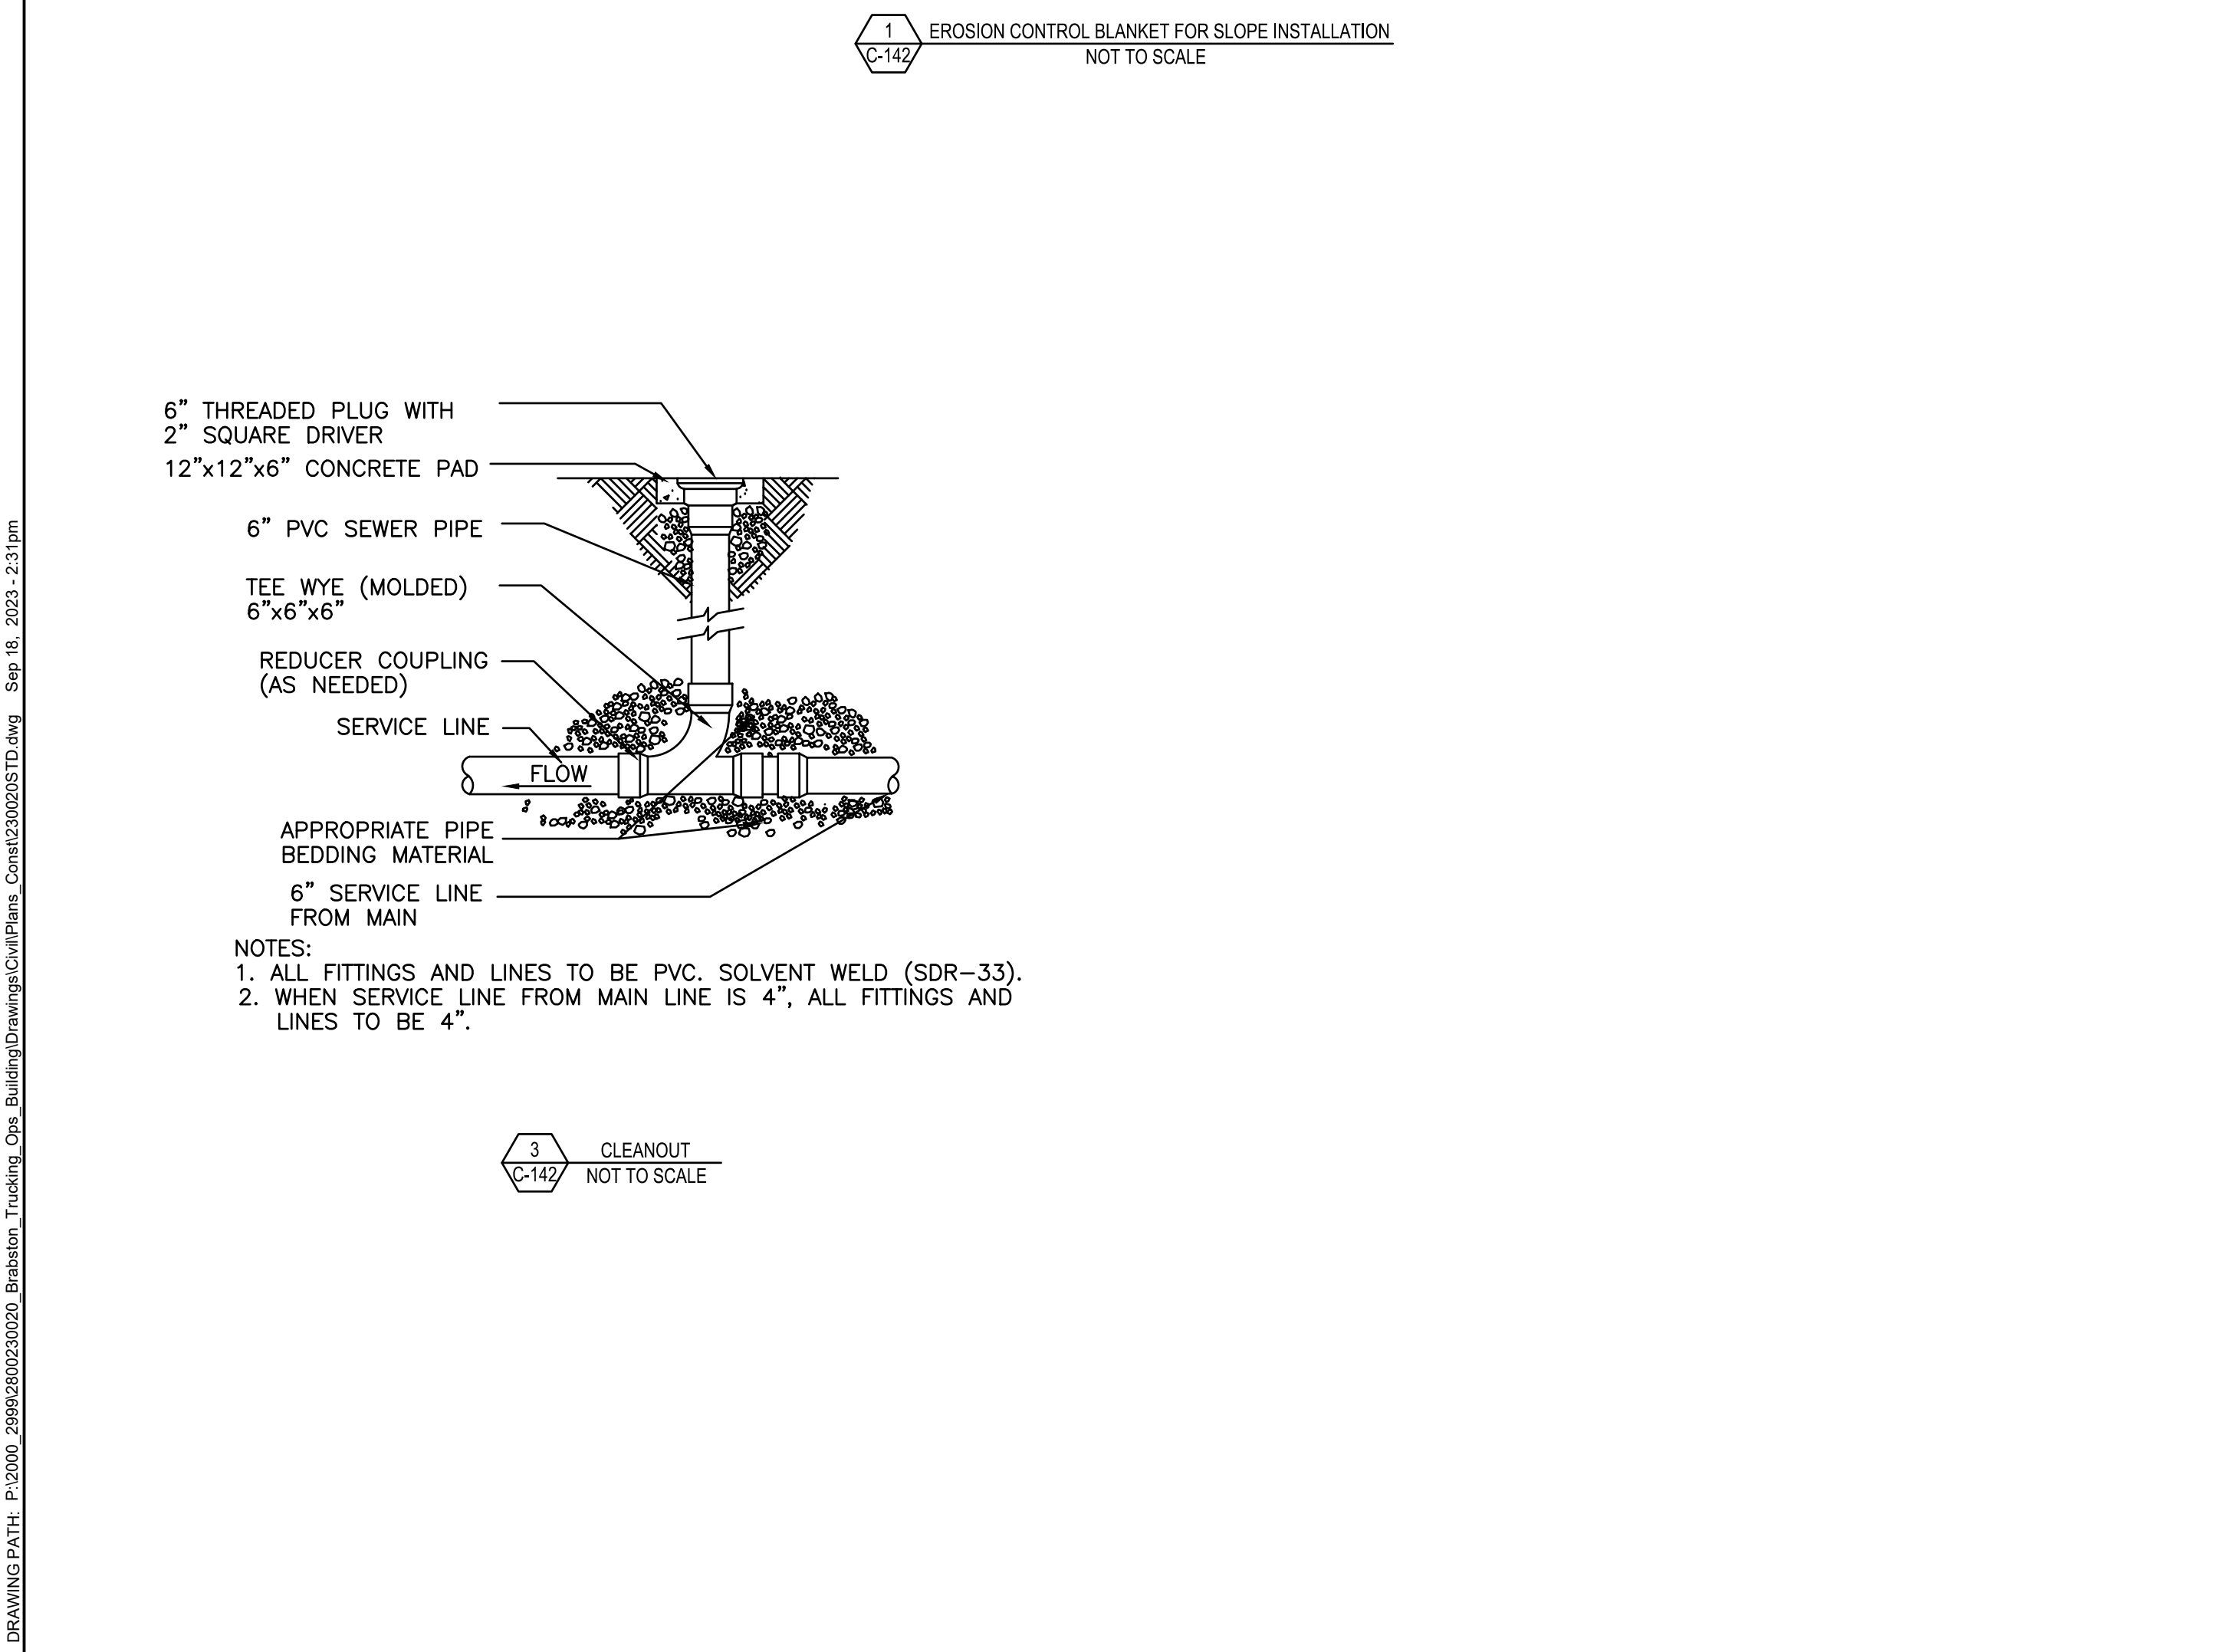 1
C-142
EROSION CONTROL BLANKET FOR SLOPE INSTALLATION
NOT TO SCALE
6” THREADED PLUG WITH
2” SQUARE DRIVER
12”x12”x6” CONCRETE PAD
6” PVC SEWER PIPE
TEE WYE (MOLDED)
6”x6”x6”
REDUCER COUPLING
(AS NEEDED)
SERVICE LINE
FLOW
APPROPRIATE PIPE
BEDDING MATERIAL
6” SERVICE LINE
FROM MAIN
NOTES:
1. ALL FITTINGS AND LINES TO BE PVC. SOLVENT WELD (SDR-33).
2. WHEN SERVICE LINE FROM MAIN LINE IS 4”, ALL FITTINGS AND
LINES TO BE 4”.
3
C-142
CLEANOUT
NOT TO SCALE
DRAWING PATH: P:\2000_2999\2800230020_Brabston_Trucking_Ops_Building\Drawings\Civil\Plans_Const\230020STD.dwg Sep 18, 2023 - 2:31pm